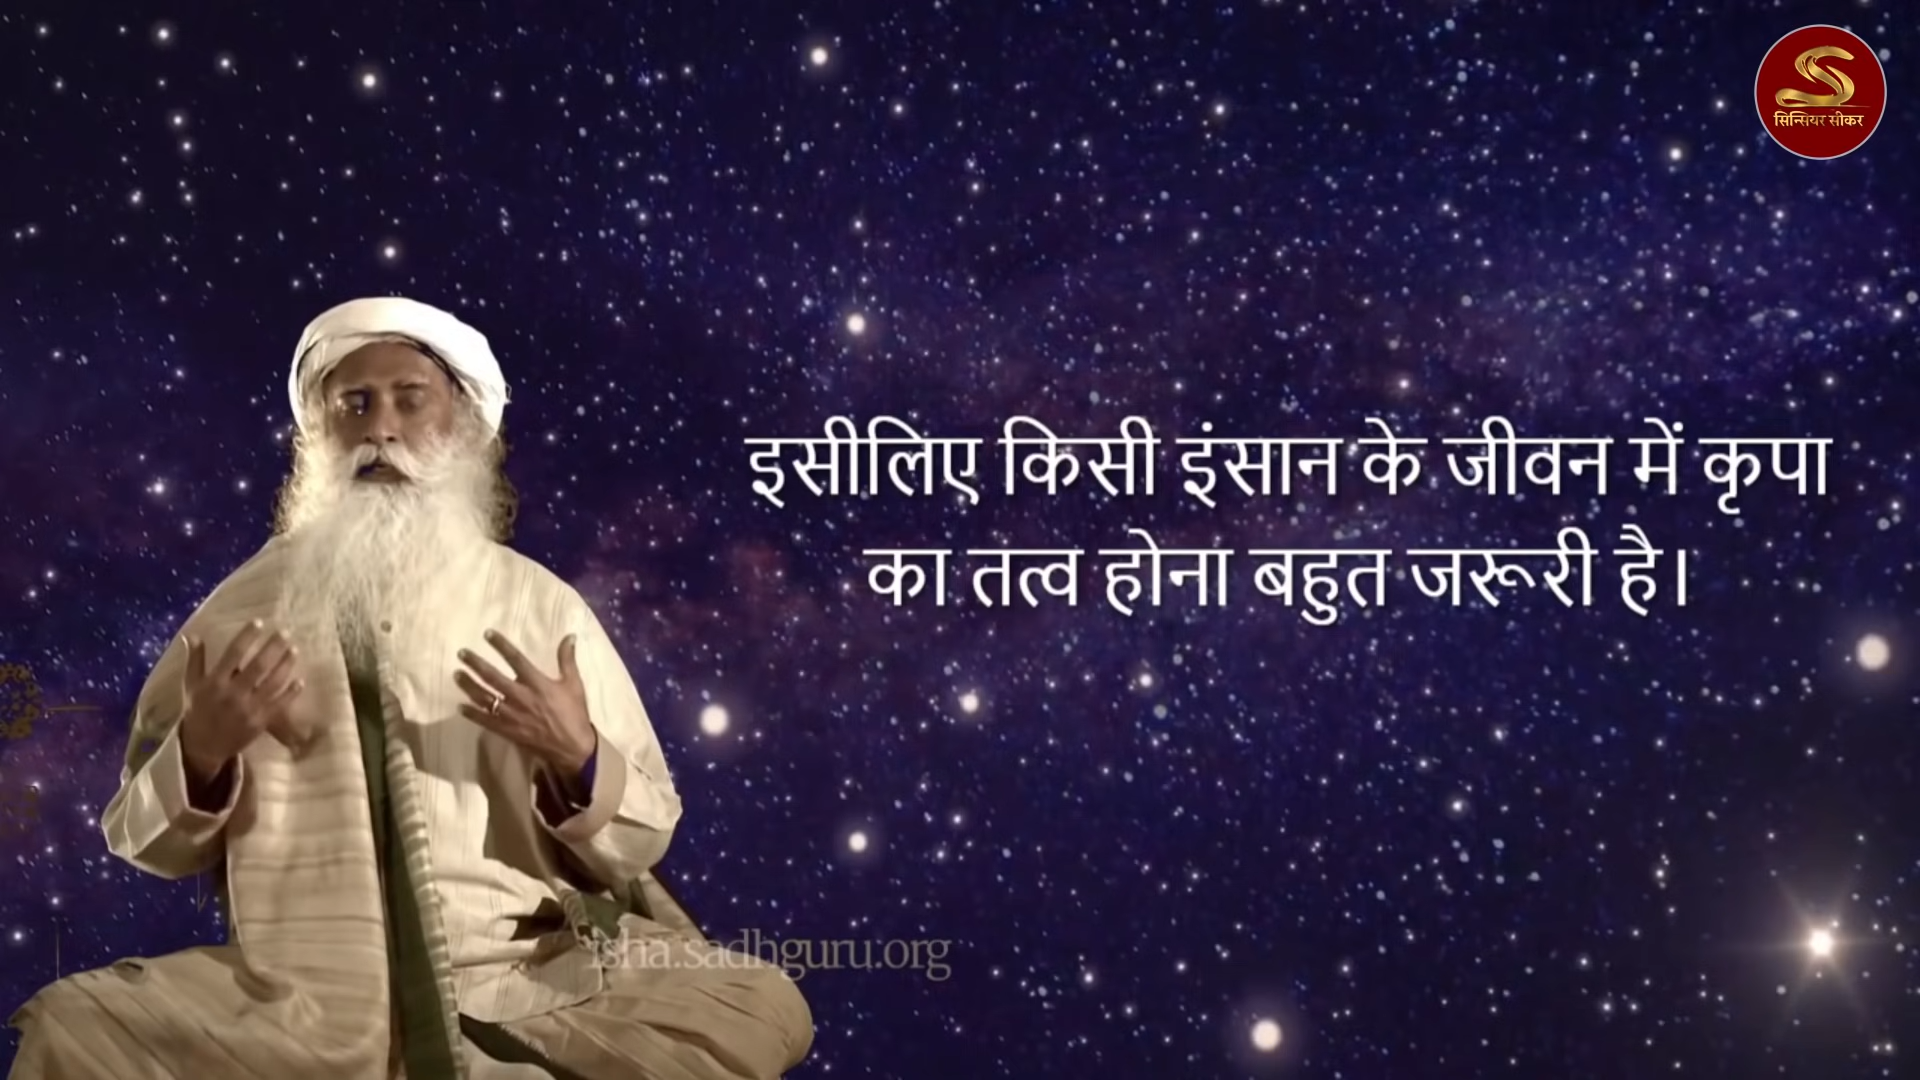 सिन्सियर सीकर
इसीलिए किसी इंसान के जीवन में कृपा
का तत्व होना बहुत जरूरी है।
isha.sadhguru.org